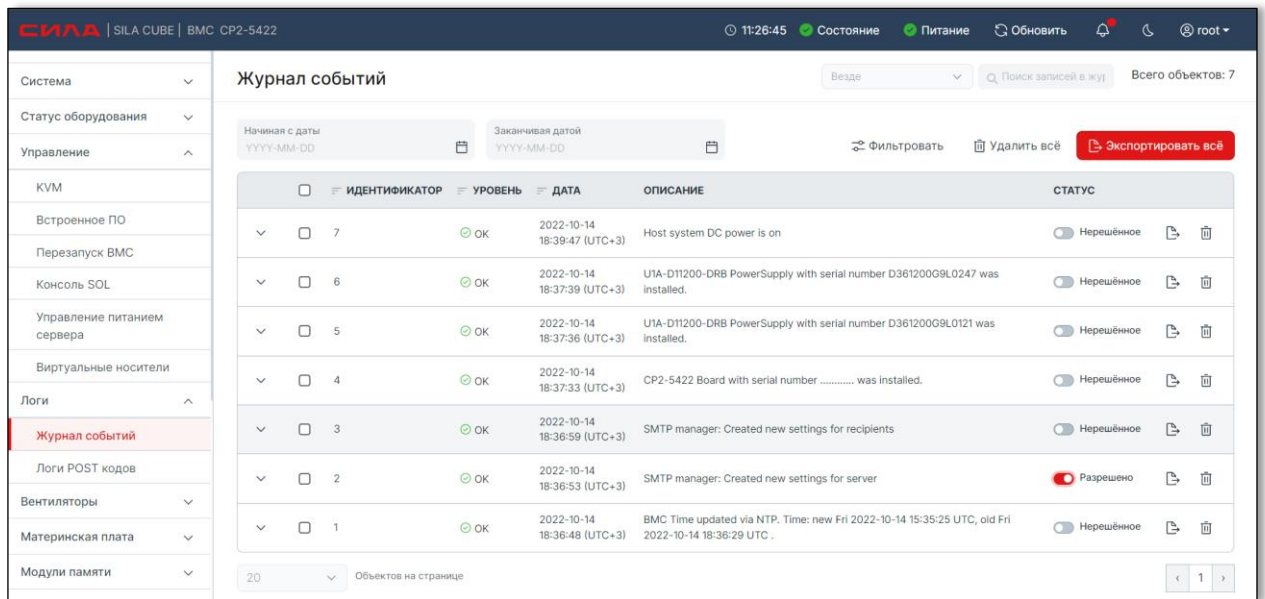 СИЛА | SILA CUBE | BMC CP2-5422
11:26:45 Состояние Питание Обновить root
Система
Статус оборудования
Управление
KVM
Встроенное ПО
Перезапуск BMC
Консоль SOL
Управление питанием
сервера
Виртуальные носители
Логи
Журнал событий
Логи POST кодов
Вентиляторы
Материнская плата
Модули памяти
Журнал событий
Везде
Поиск записей в жур
Всего объектов: 7
Начиная с даты
YYYY-MM-DD
Заканчивая датой
YYYY-MM-DD
Фильтровать
Удалить всё
Экспортировать всё
ИДЕНТИФИКАТОР УРОВЕНЬ ДАТА ОПИСАНИЕ СТАТУС
7 OK 2022-10-14
18:39:47 (UTC+3) Host system DC power is on Нерешённое
6 OK 2022-10-14
18:37:39 (UTC+3) U1A-D11200-DRB PowerSupply with serial number D361200G9L0247 was
installed. Нерешённое
5 OK 2022-10-14
18:37:36 (UTC+3) U1A-D11200-DRB PowerSupply with serial number D361200G9L0121 was
installed. Нерешённое
4 OK 2022-10-14
18:37:33 (UTC+3) CP2-5422 Board with serial number ............ was installed. Нерешённое
3 OK 2022-10-14
18:36:59 (UTC+3) SMTP manager: Created new settings for recipients Нерешённое
2 OK 2022-10-14
18:36:53 (UTC+3) SMTP manager: Created new settings for server Разрешено
1 OK 2022-10-14
18:36:48 (UTC+3) BMC Time updated via NTP. Time: new Fri 2022-10-14 15:35:25 UTC, old Fri
2022-10-14 18:36:29 UTC . Нерешённое
20 Объектов на странице
‹ 1 ›